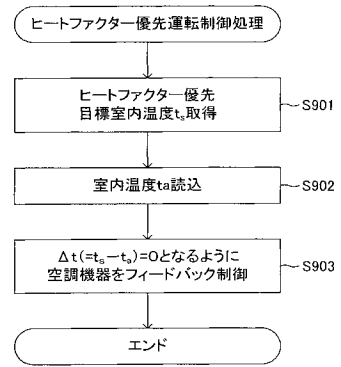 ヒートファクター優先運転制御処理
ヒートファクター優先
目標室内温度ts取得
S901
室内温度ta読込
S902
Δt(=ts−ta)=0となるように
空調機器をフィードバック制御
S903
エンド